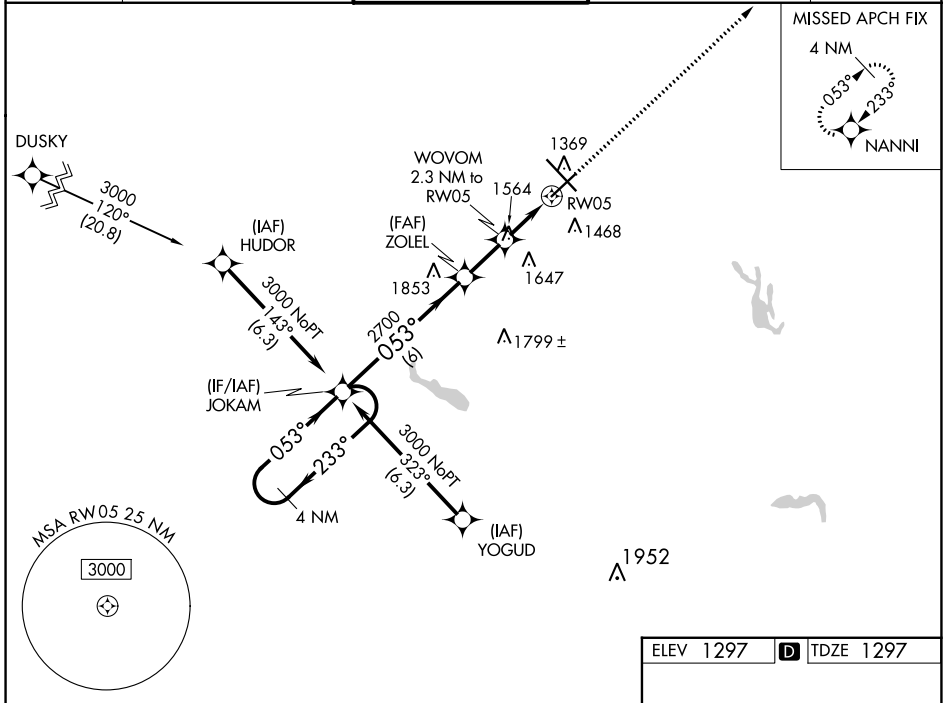 MISSED APCH FIX
4 NM
053°
233°
NANNI
DUSKY
3000
120°
(20.8)
(IAF)
HUDOR
3000 NoPT
143°
(6.3)
WOVOM
2.3 NM to
RW05
1564
1369
RW05
1468
(FAF)
ZOLEL
1853
1647
2700
053°
(6)
1799 ±
(IF/IAF)
JOKAM
053°
233°
4 NM
3000 NoPT
323°
(6.3)
(IAF)
YOGUD
1952
MSA RW05 25 NM
3000
ELEV 1297 D TDZE 1297